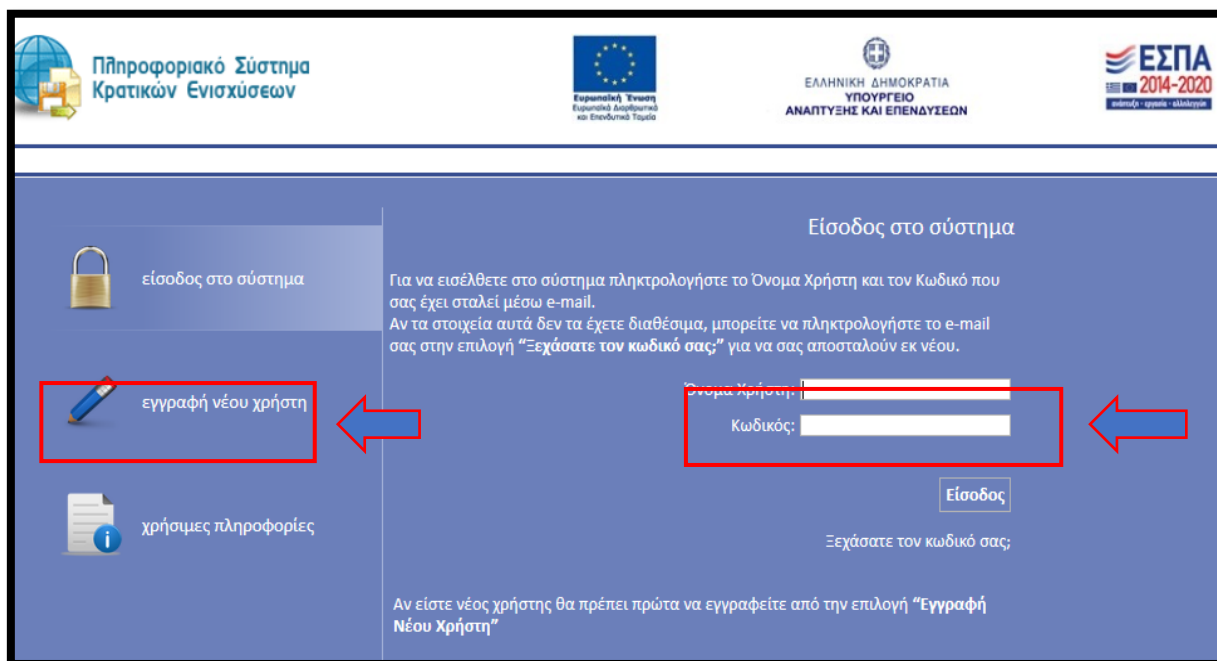 Πληροφοριακό Σύστημα
Κρατικών Ενισχύσεων
Ευρωπαϊκή Ένωση
Ευρωπαϊκά Διαρθρωτικά
και Επενδυτικά Ταμεία
ΕΛΛΗΝΙΚΗ ΔΗΜΟΚΡΑΤΙΑ
ΥΠΟΥΡΓΕΙΟ
ΑΝΑΠΤΥΞΗΣ ΚΑΙ ΕΠΕΝΔΥΣΕΩΝ
ΕΣΠΑ
2014-2020
ανάπτυξη - εργασία - αλληλεγγύη
είσοδος στο σύστημα
εγγραφή νέου χρήστη
χρήσιμες πληροφορίες
Είσοδος στο σύστημα
Για να εισέλθετε στο σύστημα πληκτρολογήστε το Όνομα Χρήστη και τον Κωδικό που
σας έχει σταλεί μέσω e-mail.
Αν τα στοιχεία αυτά δεν τα έχετε διαθέσιμα, μπορείτε να πληκτρολογήστε το e-mail
σας στην επιλογή “Ξεχάσατε τον κωδικό σας;” για να σας αποσταλούν εκ νέου.
Όνομα Χρήστη:
Κωδικός:
Είσοδος
Ξεχάσατε τον κωδικό σας;
Αν είστε νέος χρήστης θα πρέπει πρώτα να εγγραφείτε από την επιλογή “Εγγραφή
Νέου Χρήστη”